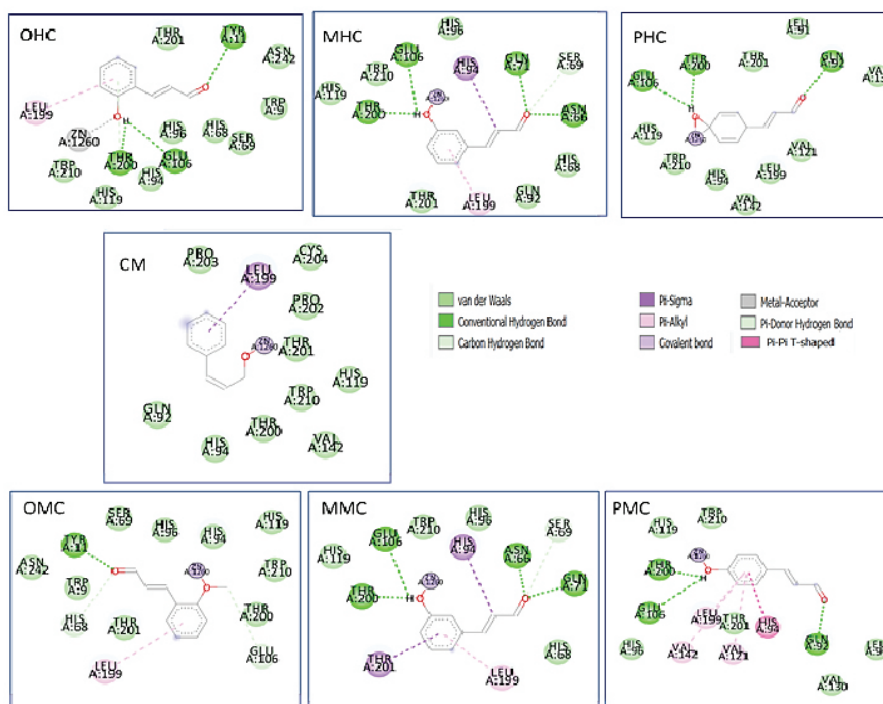 OHC
THR
A:201
TYR
A:11
ASN
A:242
TRP
A:9
LEU
A:199
ZN
A:1260
HIS
A:96
HIS
A:68
SER
A:69
TRP
A:210
THR
A:200
GLU
A:106
HIS
A:94
HIS
A:119
H
MHC
HIS
A:96
GLU
A:106
TRP
A:210
HIS
A:94
GLN
A:71
SER
A:69
HIS
A:119
THR
A:200
H
ASN
A:66
HIS
A:68
THR
A:201
LEU
A:199
GLN
A:92
PHC
LEU
A:91
THR
A:200
THR
A:201
GLN
A:92
GLU
A:106
H
HIS
A:119
TRP
A:210
HIS
A:94
LEU
A:199
VAL
A:121
VAL
A:142
CM
PRO
A:203
LEU
A:199
CYS
A:204
PRO
A:202
THR
A:201
HIS
A:119
TRP
A:210
GLN
A:92
HIS
A:94
THR
A:200
VAL
A:142
van der Waals
Conventional Hydrogen Bond
Carbon Hydrogen Bond
Pi-Sigma
Pi-Alkyl
Covalent bond
Metal-Acceptor
Pi-Donor Hydrogen Bond
Pi-Pi T-shaped
OMC
SER
A:69
HIS
A:96
HIS
A:94
HIS
A:119
TYR
A:11
ASN
A:242
TRP
A:9
TRP
A:210
HIS
A:68
THR
A:201
THR
A:200
LEU
A:199
GLU
A:106
MMC
GLU
A:106
TRP
A:210
HIS
A:96
HIS
A:94
SER
A:69
ASN
A:66
HIS
A:119
THR
A:200
H
GLN
A:71
THR
A:201
LEU
A:199
HIS
A:68
PMC
HIS
A:119
TRP
A:210
THR
A:200
H
GLU
A:106
LEU
A:199
THR
A:201
HIS
A:94
HIS
A:96
VAL
A:142
VAL
A:121
GLN
A:92
VAL
A:130